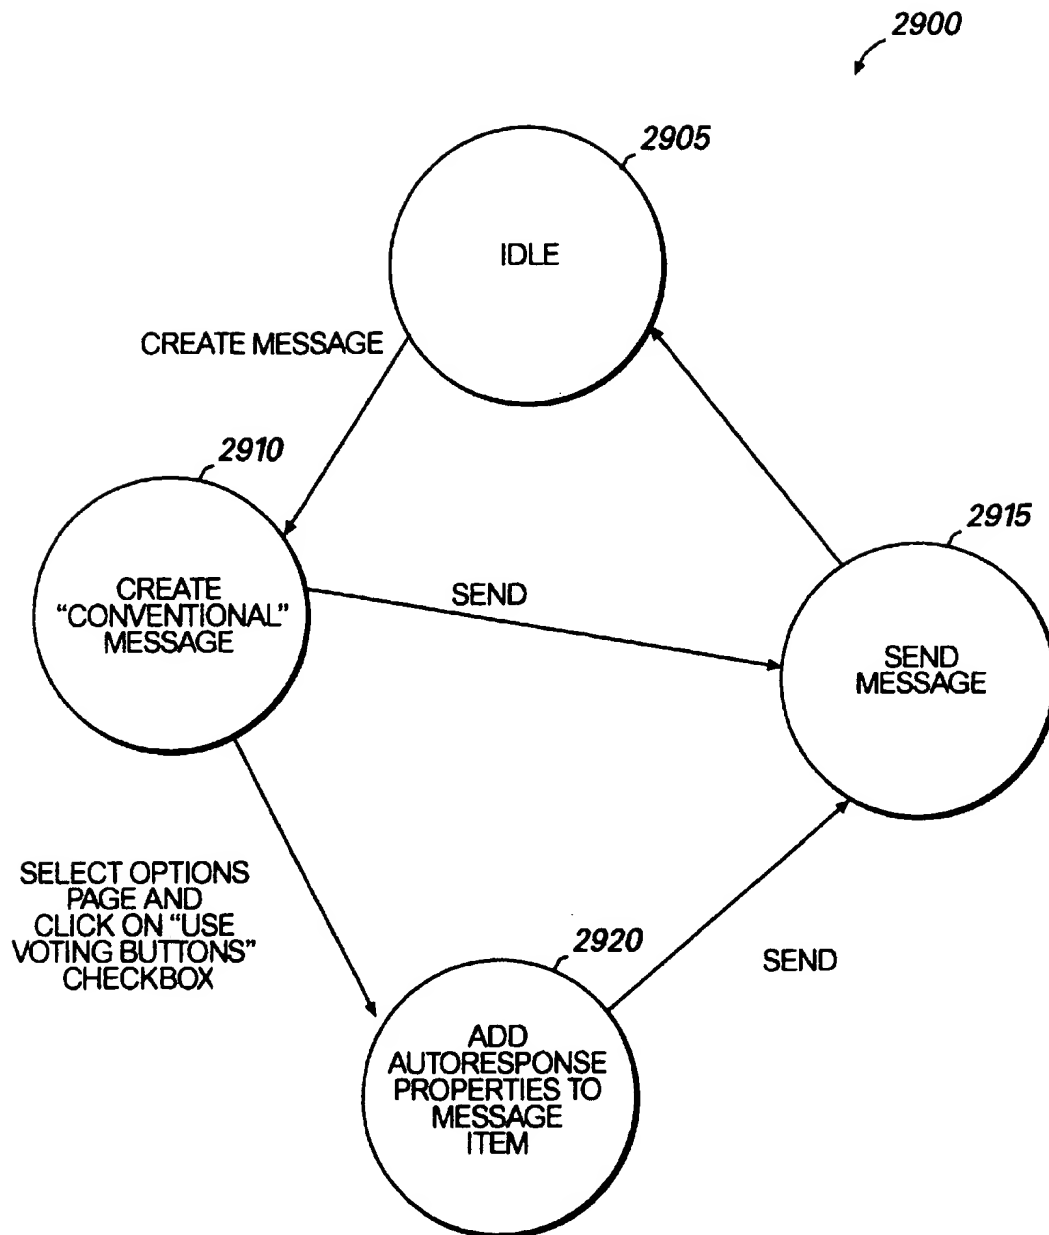 2900
2905
IDLE
CREATE MESSAGE
2910
2915
CREATE
"CONVENTIONAL"
MESSAGE
SEND
SEND
MESSAGE
SELECT OPTIONS
PAGE AND
CLICK ON "USE
VOTING BUTTONS"
CHECKBOX
2920
SEND
ADD
AUTORESPONSE
PROPERTIES TO
MESSAGE
ITEM